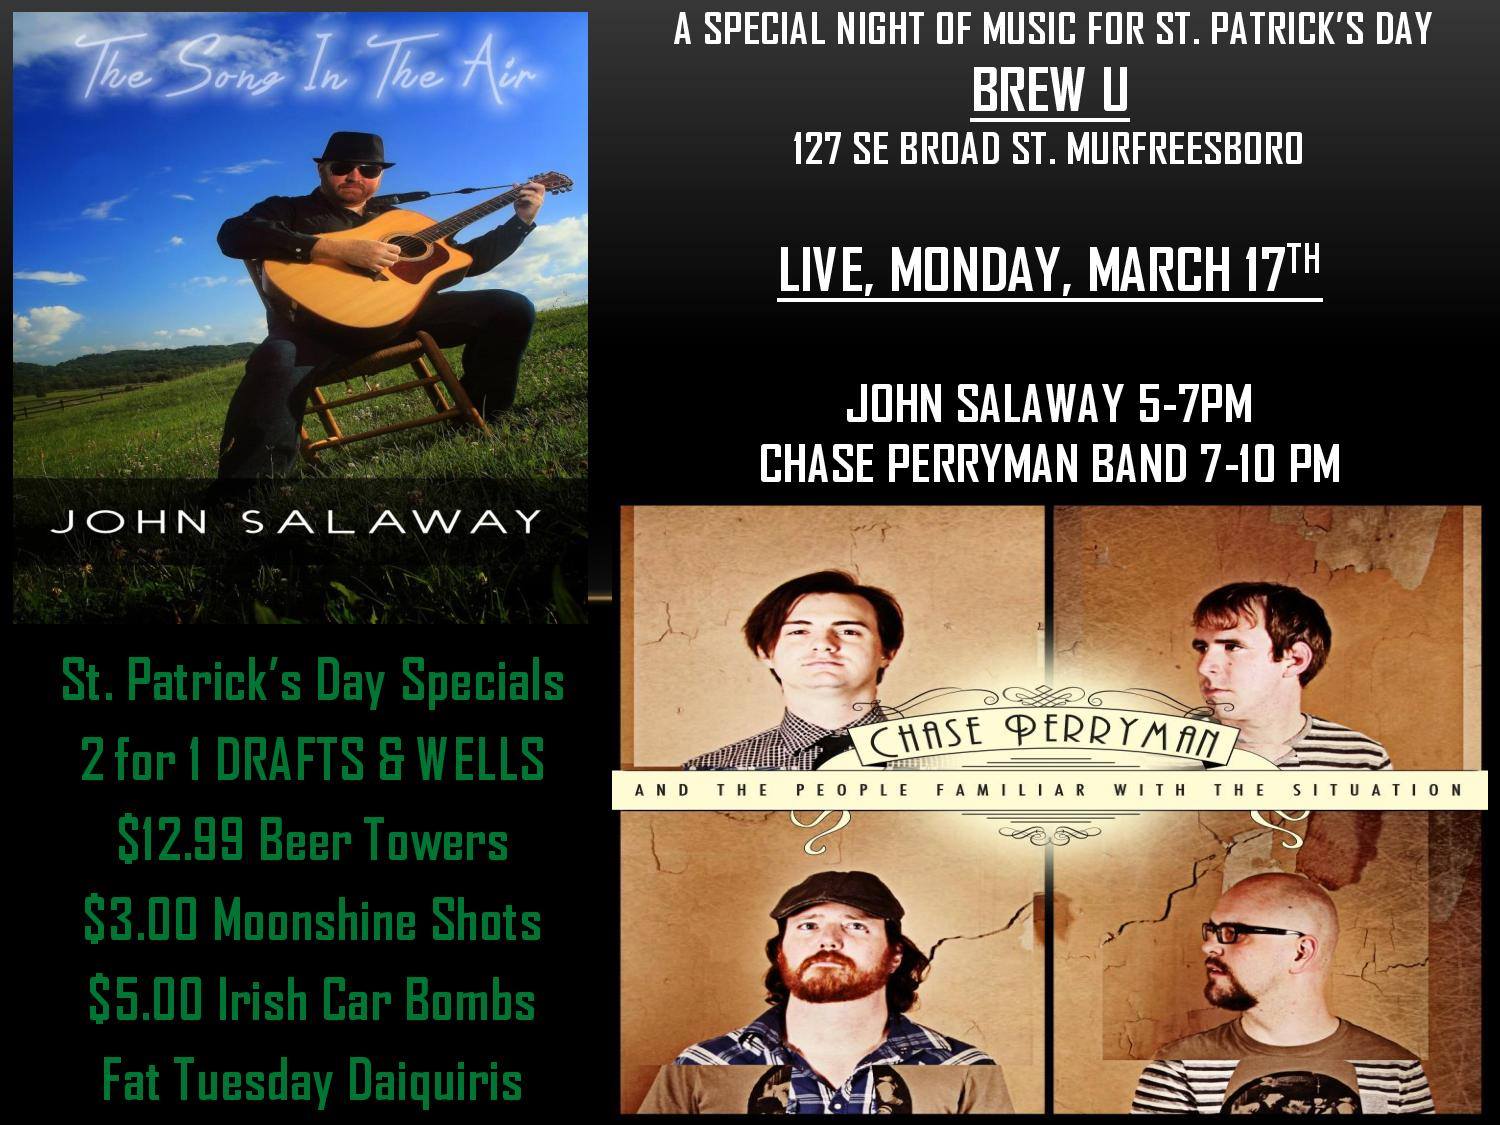 The Song In The Air
JOHN SALAWAY
A SPECIAL NIGHT OF MUSIC FOR ST. PATRICK'S DAY
BREW U
127 SE BROAD ST. MURFREESBORO
LIVE, MONDAY, MARCH 17TH
JOHN SALAWAY 5-7PM
CHASE PERRYMAN BAND 7-10 PM
St. Patrick's Day Specials
2 for 1 DRAFTS & WELLS
$12.99 Beer Towers
$3.00 Moonshine Shots
$5.00 Irish Car Bombs
Fat Tuesday Daiquiris
CHASE PERRYMAN
AND THE PEOPLE FAMILIAR WITH THE SITUATION